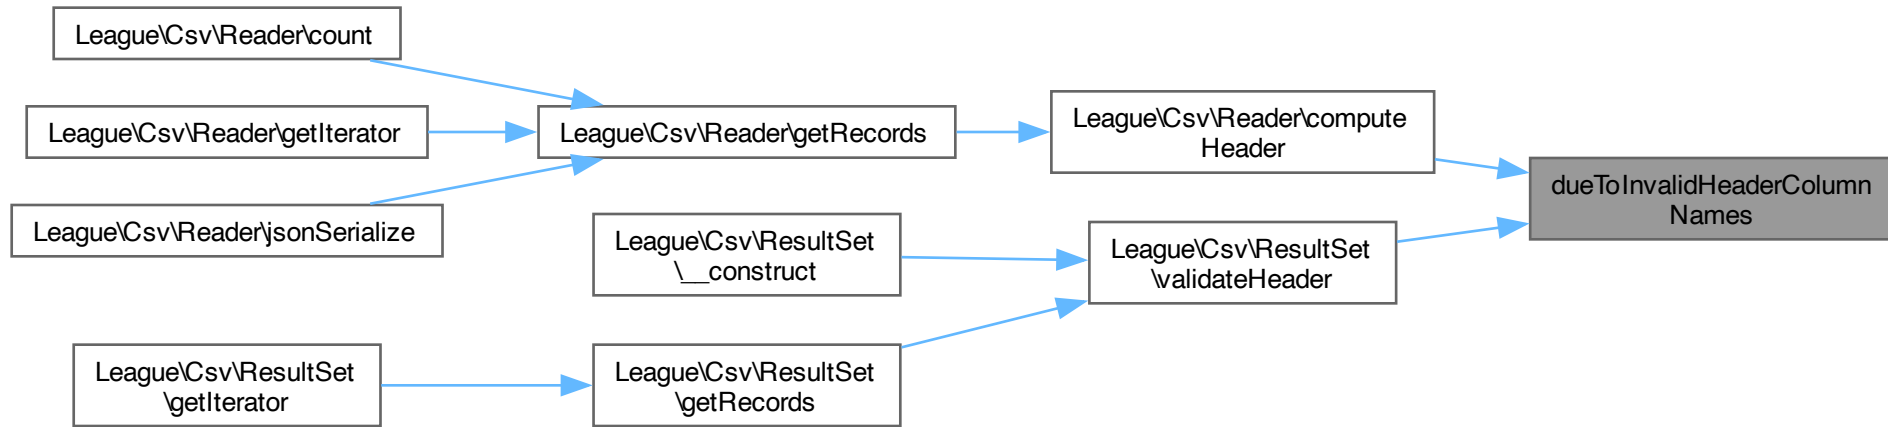 League\Csv\Reader\count
League\Csv\Reader\getIterator
League\Csv\Reader\jsonSerialize
League\Csv\Reader\getRecords
League\Csv\Reader\compute
Header
dueToInvalidHeaderColumn
Names
League\Csv\ResultSet
\__construct
League\Csv\ResultSet
\validateHeader
League\Csv\ResultSet
\getIterator
League\Csv\ResultSet
\getRecords